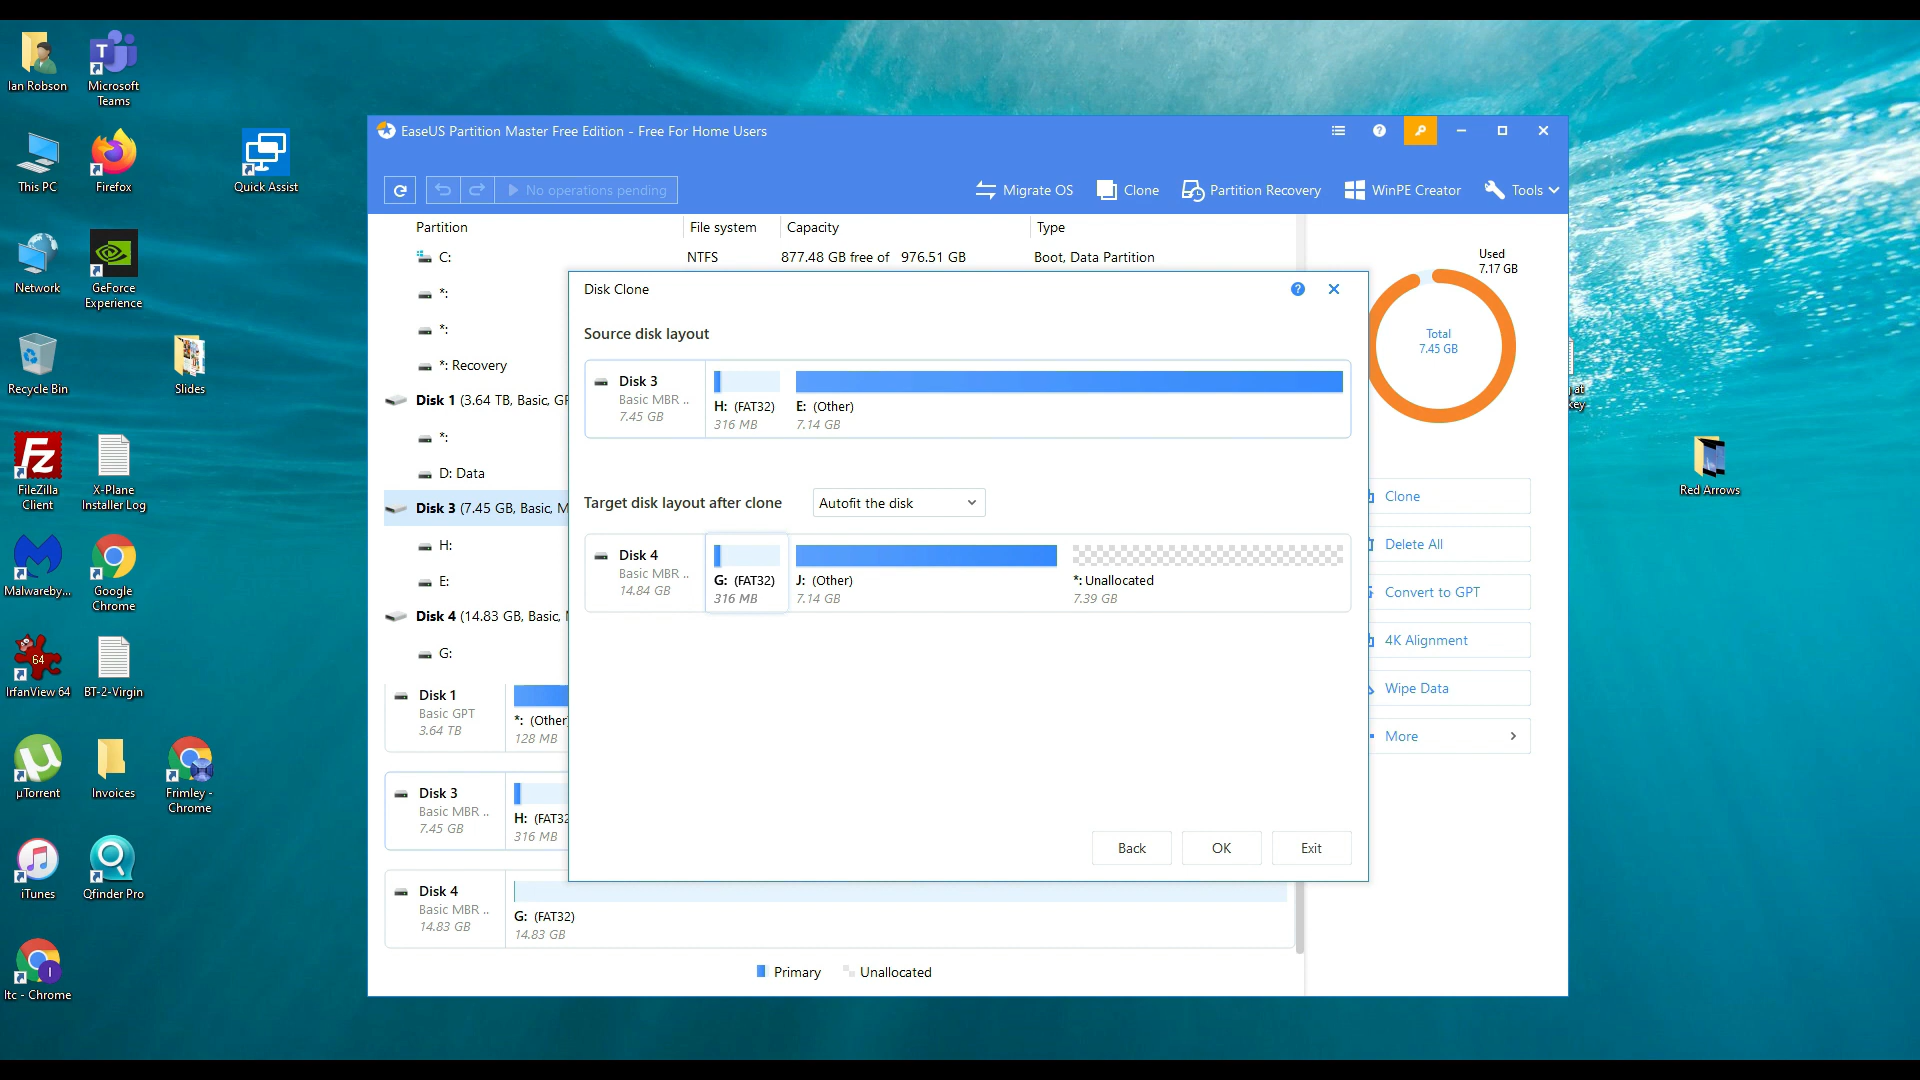 Ian Robson
Microsoft
Teams
This PC
Firefox
Quick Assist
Network
GeForce
Experience
Recycle Bin
Slides
FileZilla
Client
X-Plane
Installer Log
Malwareby...
Google
Chrome
64
IrfanView 64
BT-2-Virgin
µTorrent
Invoices
Frimley -
Chrome
iTunes
Qfinder Pro
I
Itc - Chrome
Red Arrows
EaseUS Partition Master Free Edition - Free For Home Users
No operations pending
Migrate OS
Clone
Partition Recovery
WinPE Creator
Tools
Partition
File system
Capacity
Type
C:
NTFS
877.48 GB free of 976.51 GB
Boot, Data Partition
*:
*:
*: Recovery
Disk 1 (3.64 TB, Basic, GP
*:
D: Data
Disk 3 (7.45 GB, Basic, M
H:
E:
Disk 4 (14.83 GB, Basic,
G:
Disk 1
Basic GPT
3.64 TB
*: (Other
128 MB
Disk 3
Basic MBR ..
7.45 GB
H: (FAT32
316 MB
Disk 4
Basic MBR ..
14.83 GB
G: (FAT32)
14.83 GB
Primary
Unallocated
Disk Clone
Source disk layout
Disk 3
Basic MBR ..
7.45 GB
H: (FAT32)
316 MB
E: (Other)
7.14 GB
Target disk layout after clone
Autofit the disk
Disk 4
Basic MBR ..
14.84 GB
G: (FAT32)
316 MB
J: (Other)
7.14 GB
*: Unallocated
7.39 GB
Back
OK
Exit
Used
7.17 GB
Total
7.45 GB
Clone
Delete All
Convert to GPT
4K Alignment
Wipe Data
More